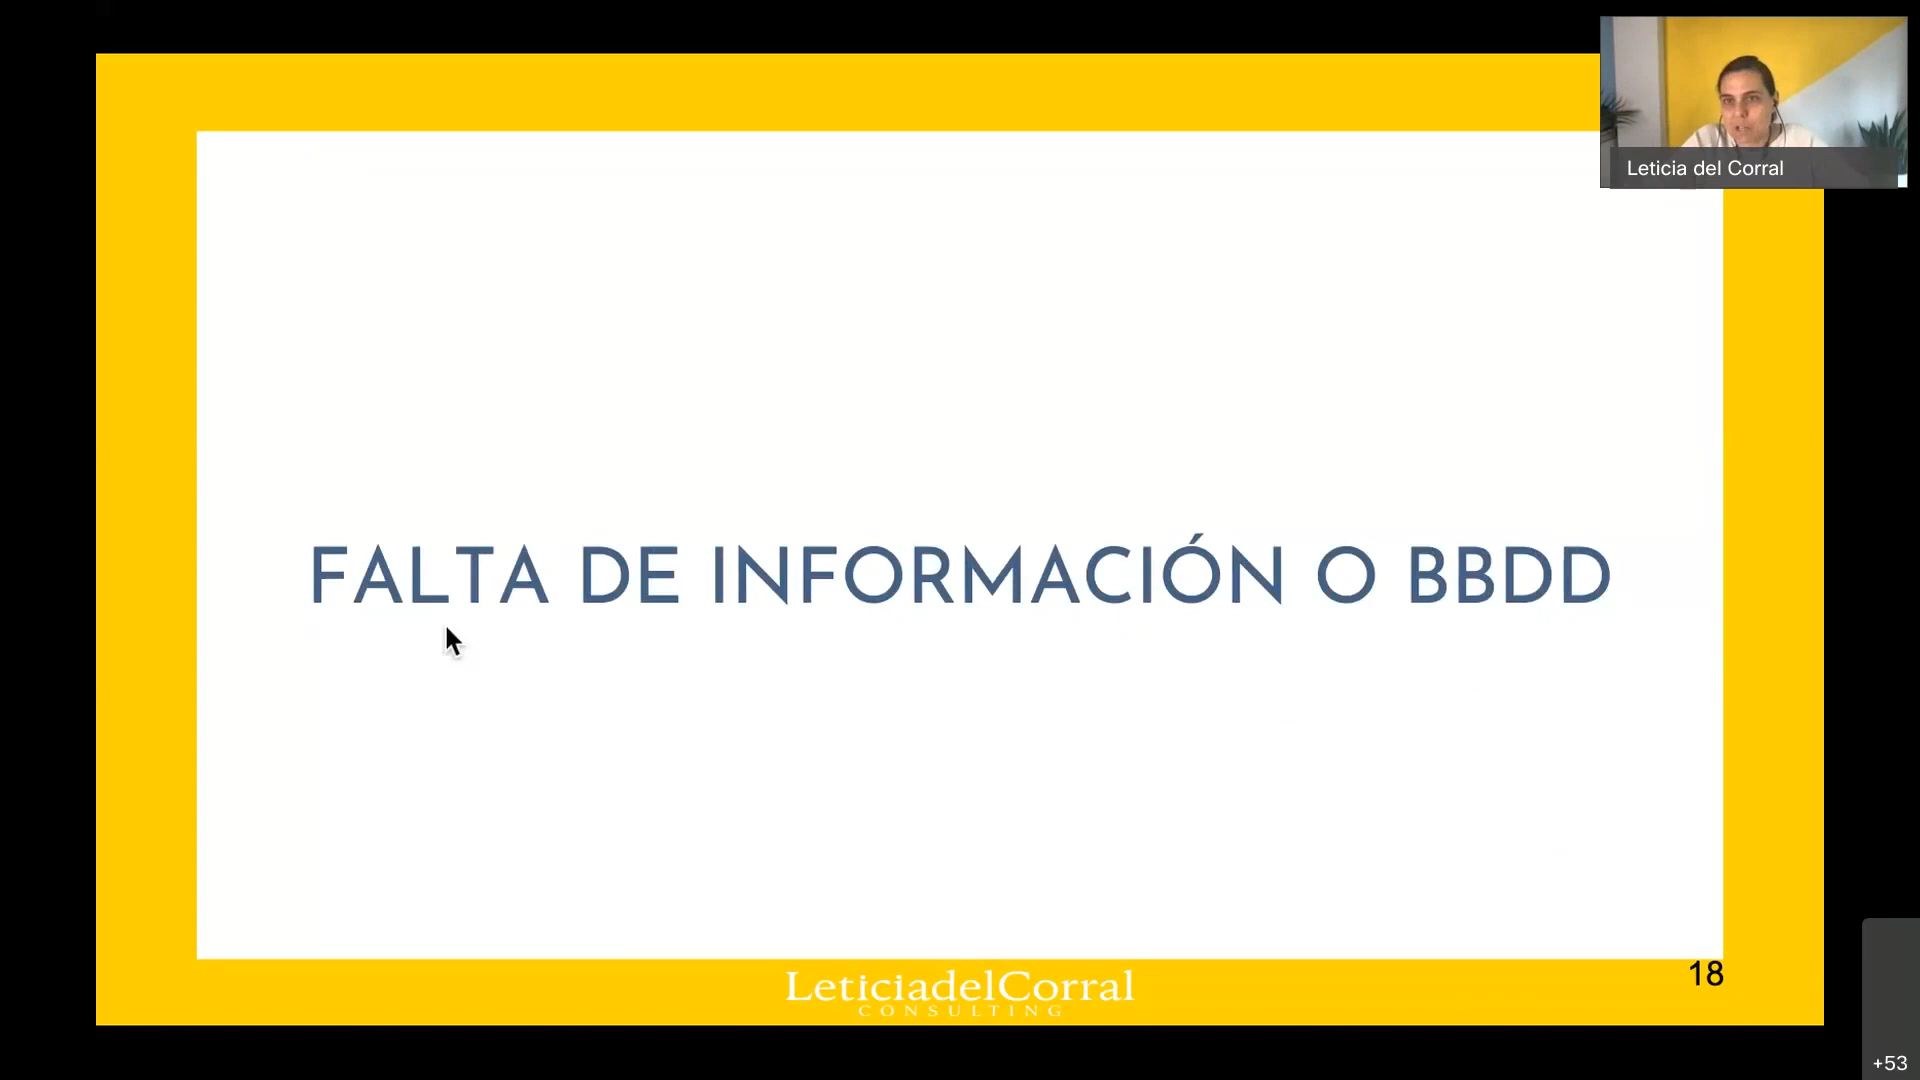 Leticia del Corral
FALTA DE INFORMACIÓN O BBDD
LeticiadelCorral
CONSULTING
18
+53